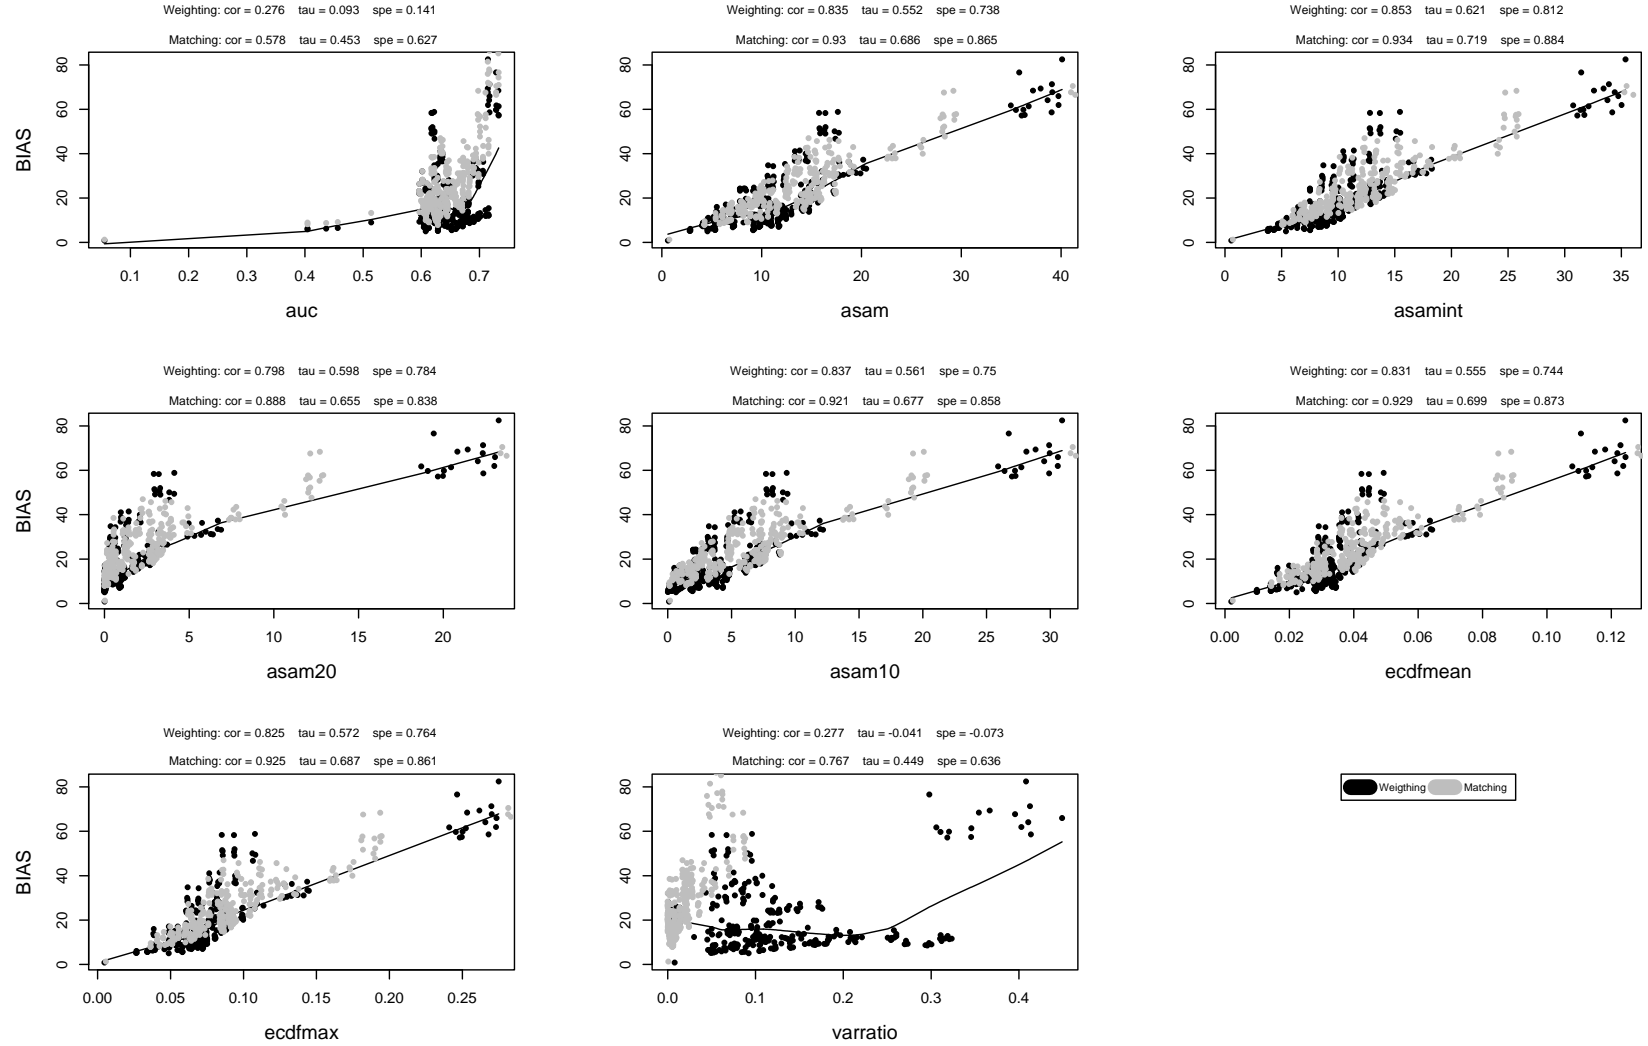 Weighting: cor = 0.276 tau = 0.093 spe = 0.141
Matching: cor = 0.578 tau = 0.453 spe = 0.627
BIAS
0 20 40 60 80
0.1 0.2 0.3 0.4 0.5 0.6 0.7
auc
Weighting: cor = 0.835 tau = 0.552 spe = 0.738
Matching: cor = 0.93 tau = 0.686 spe = 0.865
0 20 40 60 80
0 10 20 30 40
asam
Weighting: cor = 0.853 tau = 0.621 spe = 0.812
Matching: cor = 0.934 tau = 0.719 spe = 0.884
0 20 40 60 80
0 5 10 15 20 25 30 35
asamint
Weighting: cor = 0.798 tau = 0.598 spe = 0.784
Matching: cor = 0.888 tau = 0.655 spe = 0.838
BIAS
0 20 40 60 80
0 5 10 15 20
asam20
Weighting: cor = 0.837 tau = 0.561 spe = 0.75
Matching: cor = 0.921 tau = 0.677 spe = 0.858
0 20 40 60 80
0 5 10 15 20 25 30
asam10
Weighting: cor = 0.831 tau = 0.555 spe = 0.744
Matching: cor = 0.929 tau = 0.699 spe = 0.873
0 20 40 60 80
0.00 0.02 0.04 0.06 0.08 0.10 0.12
ecdfmean
Weighting: cor = 0.825 tau = 0.572 spe = 0.764
Matching: cor = 0.925 tau = 0.687 spe = 0.861
BIAS
0 20 40 60 80
0.00 0.05 0.10 0.15 0.20 0.25
ecdfmax
Weighting: cor = 0.277 tau = -0.041 spe = -0.073
Matching: cor = 0.767 tau = 0.449 spe = 0.636
0 20 40 60 80
0.0 0.1 0.2 0.3 0.4
varratio
Weigthing Matching